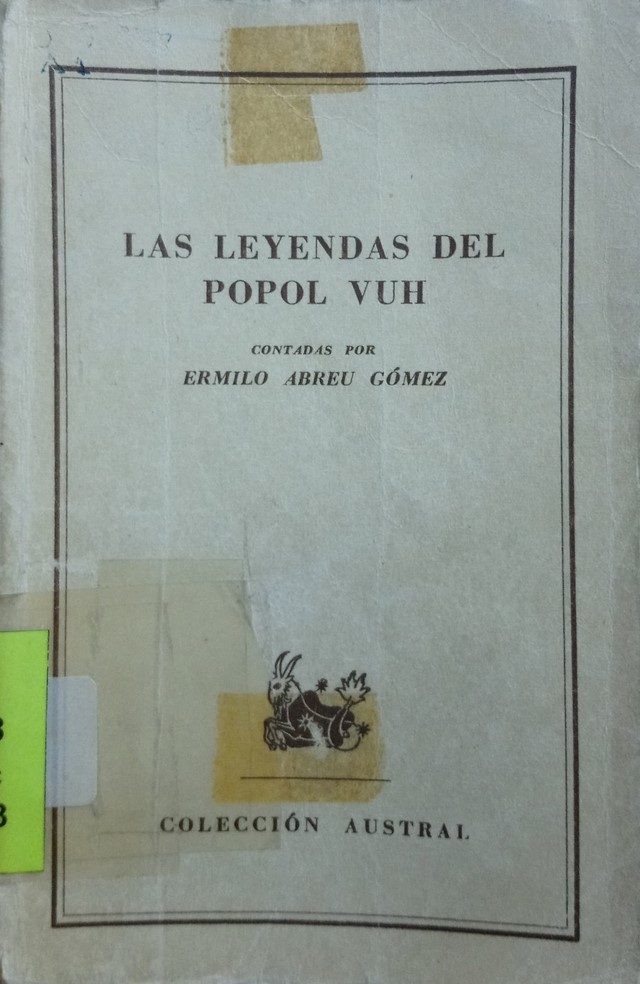 LAS LEYENDAS DEL
POPOL VUH
CONTADAS POR
ERMILO ABREU GÓMEZ
COLECCIÓN AUSTRAL